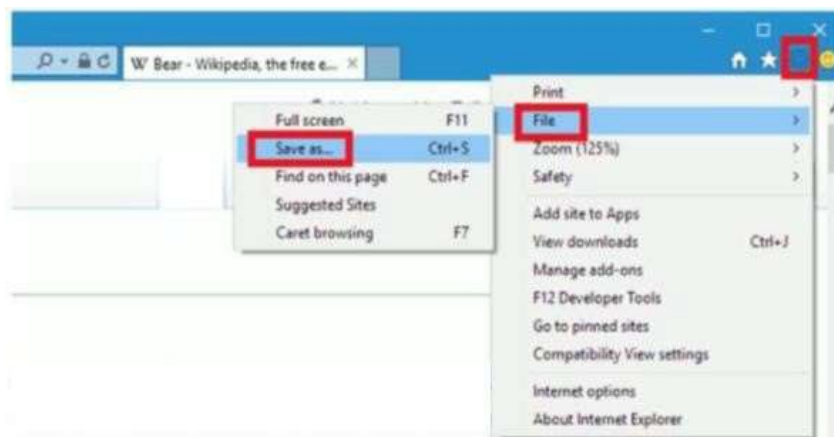 W Bear - Wikipedia, the free e... ×
Print
File
Zoom (125%)
Safety
Add site to Apps
View downloads Ctrl+J
Manage add-ons
F12 Developer Tools
Go to pinned sites
Compatibility View settings
Internet options
About Internet Explorer
Full screen F11
Save as... Ctrl+S
Find on this page Ctrl+F
Suggested Sites
Caret browsing F7